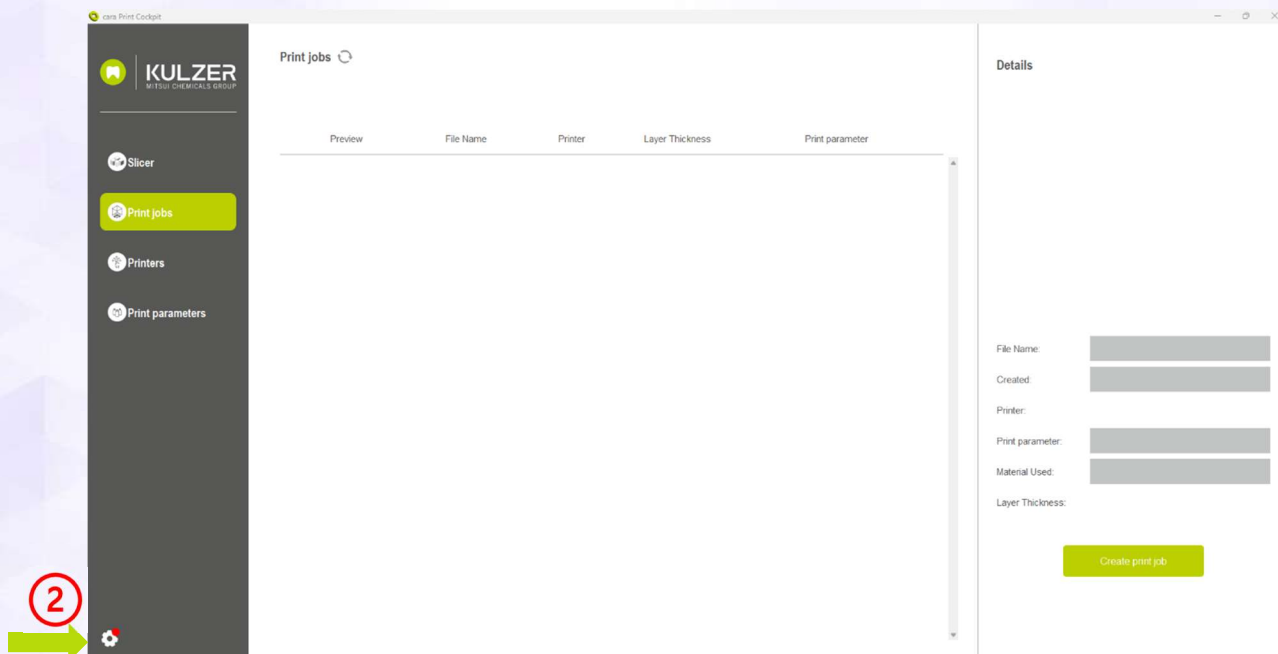 cara Print Cockpit
KULZER
MITSUI CHEMICALS GROUP
Slicer
Print jobs
Printers
Print parameters
2
Print jobs
Preview File Name Printer Layer Thickness Print parameter
Details
File Name:
Created:
Printer:
Print parameter:
Material Used:
Layer Thickness:
Create print job